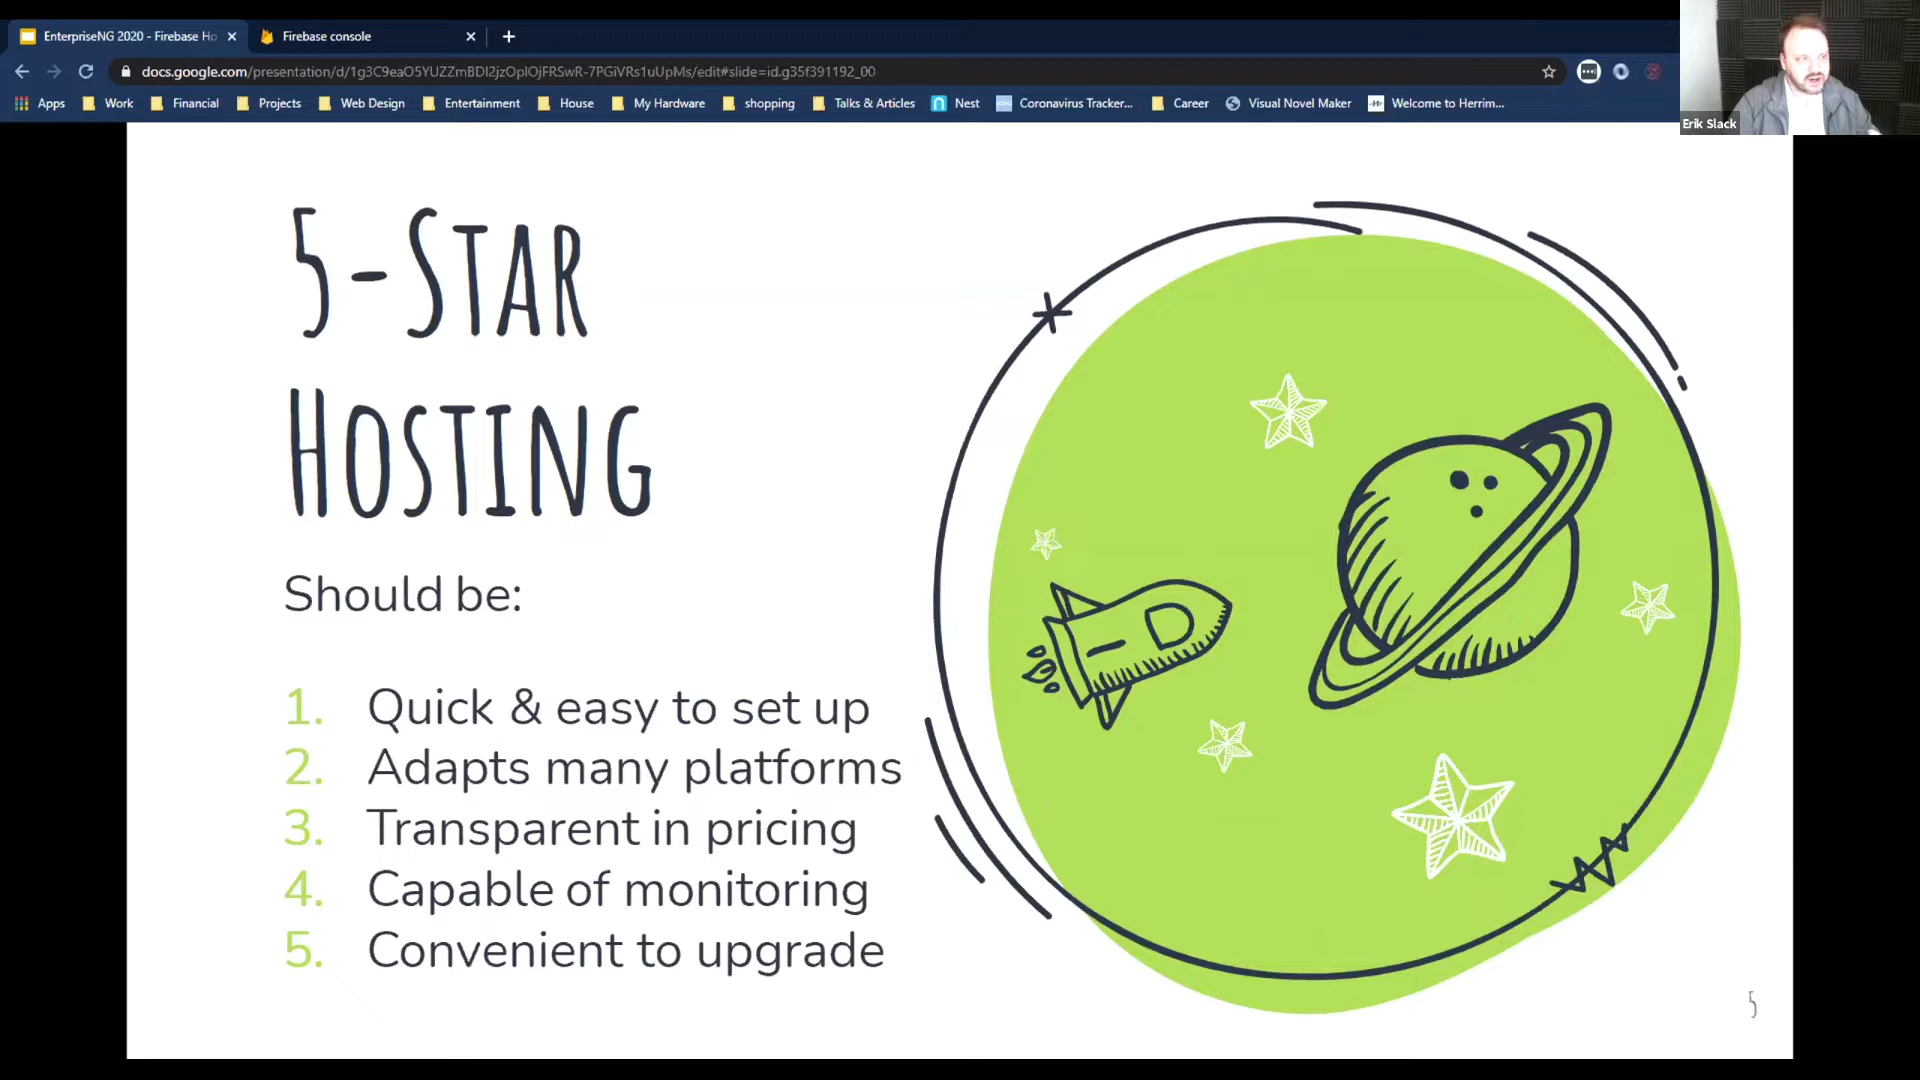 EnterpriseNG 2020 - Firebase Ho
Firebase console
docs.google.com/presentation/d/1g3C9eaO5YUZZmBDI2jzOplOjFRSwR-7PGiVRs1uUpMs/edit#slide=id.g35f391192_00
Apps Work Financial Projects Web Design Entertainment House My Hardware shopping Talks & Articles Nest Coronavirus Tracker... Career Visual Novel Maker Welcome to Herrim...
Erik Slack
5-Star
Hosting
Should be:
1. Quick & easy to set up
2. Adapts many platforms
3. Transparent in pricing
4. Capable of monitoring
5. Convenient to upgrade
5